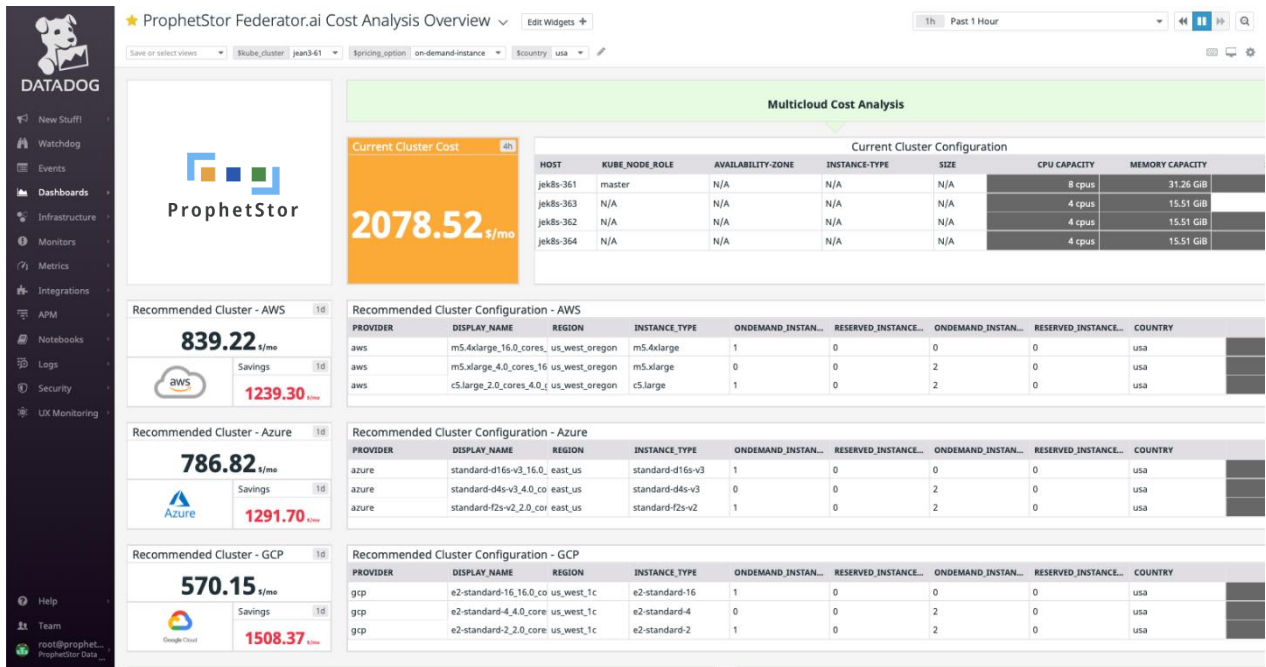 ProphetStor Federator.ai Cost Analysis Overview
Edit Widgets +
1h Past 1 Hour
Save or select views
$kube_cluster jean3-61
$pricing_option on-demand-instance
$country usa
DATADOG
New Stuff!
Watchdog
Events
Dashboards
Infrastructure
Monitors
Metrics
Integrations
APM
Notebooks
Logs
Security
UX Monitoring
Help
Team
root@prophet...
ProphetStor Data ...
ProphetStor
Multicloud Cost Analysis
Current Cluster Cost 4h
2078.52 $/mo
Current Cluster Configuration
HOST KUBE_NODE_ROLE AVAILABILITY-ZONE INSTANCE-TYPE SIZE CPU CAPACITY MEMORY CAPACITY
jek8s-361 master N/A N/A N/A 8 cpus 31.26 GiB
jek8s-363 N/A N/A N/A N/A 4 cpus 15.51 GiB
jek8s-362 N/A N/A N/A N/A 4 cpus 15.51 GiB
jek8s-364 N/A N/A N/A N/A 4 cpus 15.51 GiB
Recommended Cluster - AWS 1d
839.22 $/mo
aws
Savings 1d
1239.30 $/mo
Recommended Cluster Configuration - AWS
PROVIDER DISPLAY_NAME REGION INSTANCE_TYPE ONDEMAND_INSTAN... RESERVED_INSTANCE... ONDEMAND_INSTAN... RESERVED_INSTANCE... COUNTRY
aws m5.4xlarge_16.0_cores_ us_west_oregon m5.4xlarge 1 0 0 0 usa
aws m5.xlarge_4.0_cores_16 us_west_oregon m5.xlarge 0 0 2 0 usa
aws c5.large_2.0_cores_4.0_ us_west_oregon c5.large 1 0 2 0 usa
Recommended Cluster - Azure 1d
786.82 $/mo
Azure
Savings 1d
1291.70 $/mo
Recommended Cluster Configuration - Azure
PROVIDER DISPLAY_NAME REGION INSTANCE_TYPE ONDEMAND_INSTAN... RESERVED_INSTANCE... ONDEMAND_INSTAN... RESERVED_INSTANCE... COUNTRY
azure standard-d16s-v3_16.0_ east_us standard-d16s-v3 1 0 0 0 usa
azure standard-d4s-v3_4.0_co east_us standard-d4s-v3 0 0 2 0 usa
azure standard-f2s-v2_2.0_cor east_us standard-f2s-v2 1 0 2 0 usa
Recommended Cluster - GCP 1d
570.15 $/mo
Google Cloud
Savings 1d
1508.37 $/mo
Recommended Cluster Configuration - GCP
PROVIDER DISPLAY_NAME REGION INSTANCE_TYPE ONDEMAND_INSTAN... RESERVED_INSTANCE... ONDEMAND_INSTAN... RESERVED_INSTANCE... COUNTRY
gcp e2-standard-16_16.0_co us_west_1c e2-standard-16 1 0 0 0 usa
gcp e2-standard-4_4.0_core us_west_1c e2-standard-4 0 0 2 0 usa
gcp e2-standard-2_2.0_core us_west_1c e2-standard-2 1 0 2 0 usa